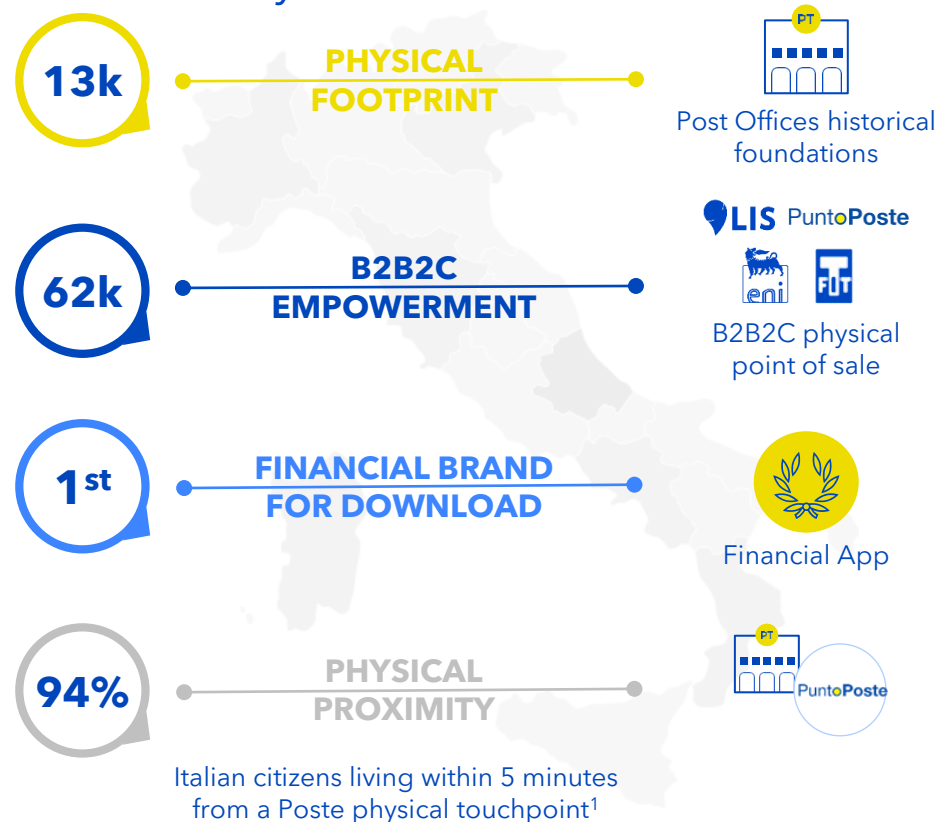 13k
PHYSICAL
FOOTPRINT
PT
Post Offices historical
foundations
62k
B2B2C
EMPOWERMENT
LIS PuntoPoste
eni FIT
B2B2C physical
point of sale
1st
FINANCIAL BRAND
FOR DOWNLOAD
Financial App
94%
PHYSICAL
PROXIMITY
PT
PuntoPoste
Italian citizens living within 5 minutes
from a Poste physical touchpoint1